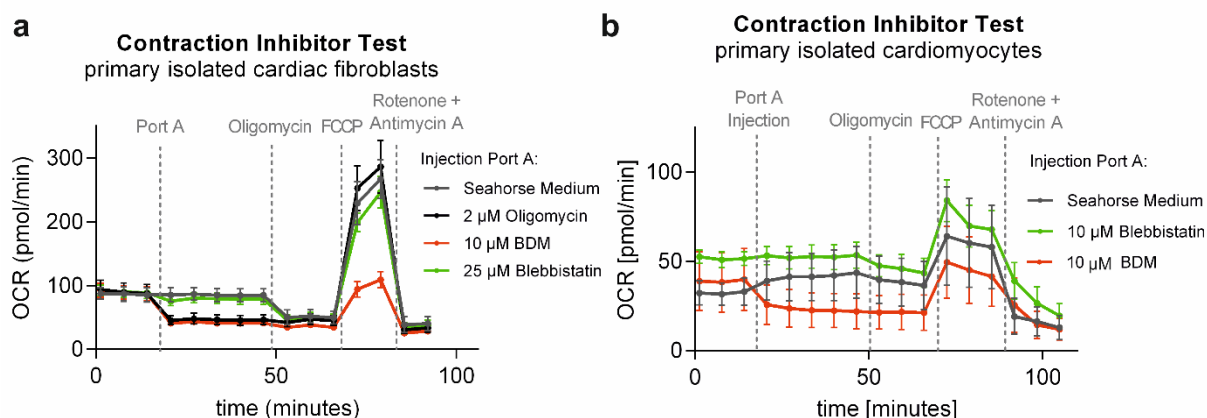 a
Contraction Inhibitor Test
primary isolated cardiac fibroblasts
Port A
Oligomycin
FCCP
Rotenone +
Antimycin A
OCR (pmol/min)
300
200
100
0
Injection Port A:
Seahorse Medium
2 µM Oligomycin
10 µM BDM
25 µM Blebbistatin
0
50
100
time (minutes)
b
Contraction Inhibitor Test
primary isolated cardiomyocytes
Port A
Injection
Oligomycin
FCCP
Rotenone +
Antimycin A
OCR [pmol/min]
100
50
0
Injection Port A:
Seahorse Medium
10 µM Blebbistatin
10 µM BDM
0
50
100
time [minutes]